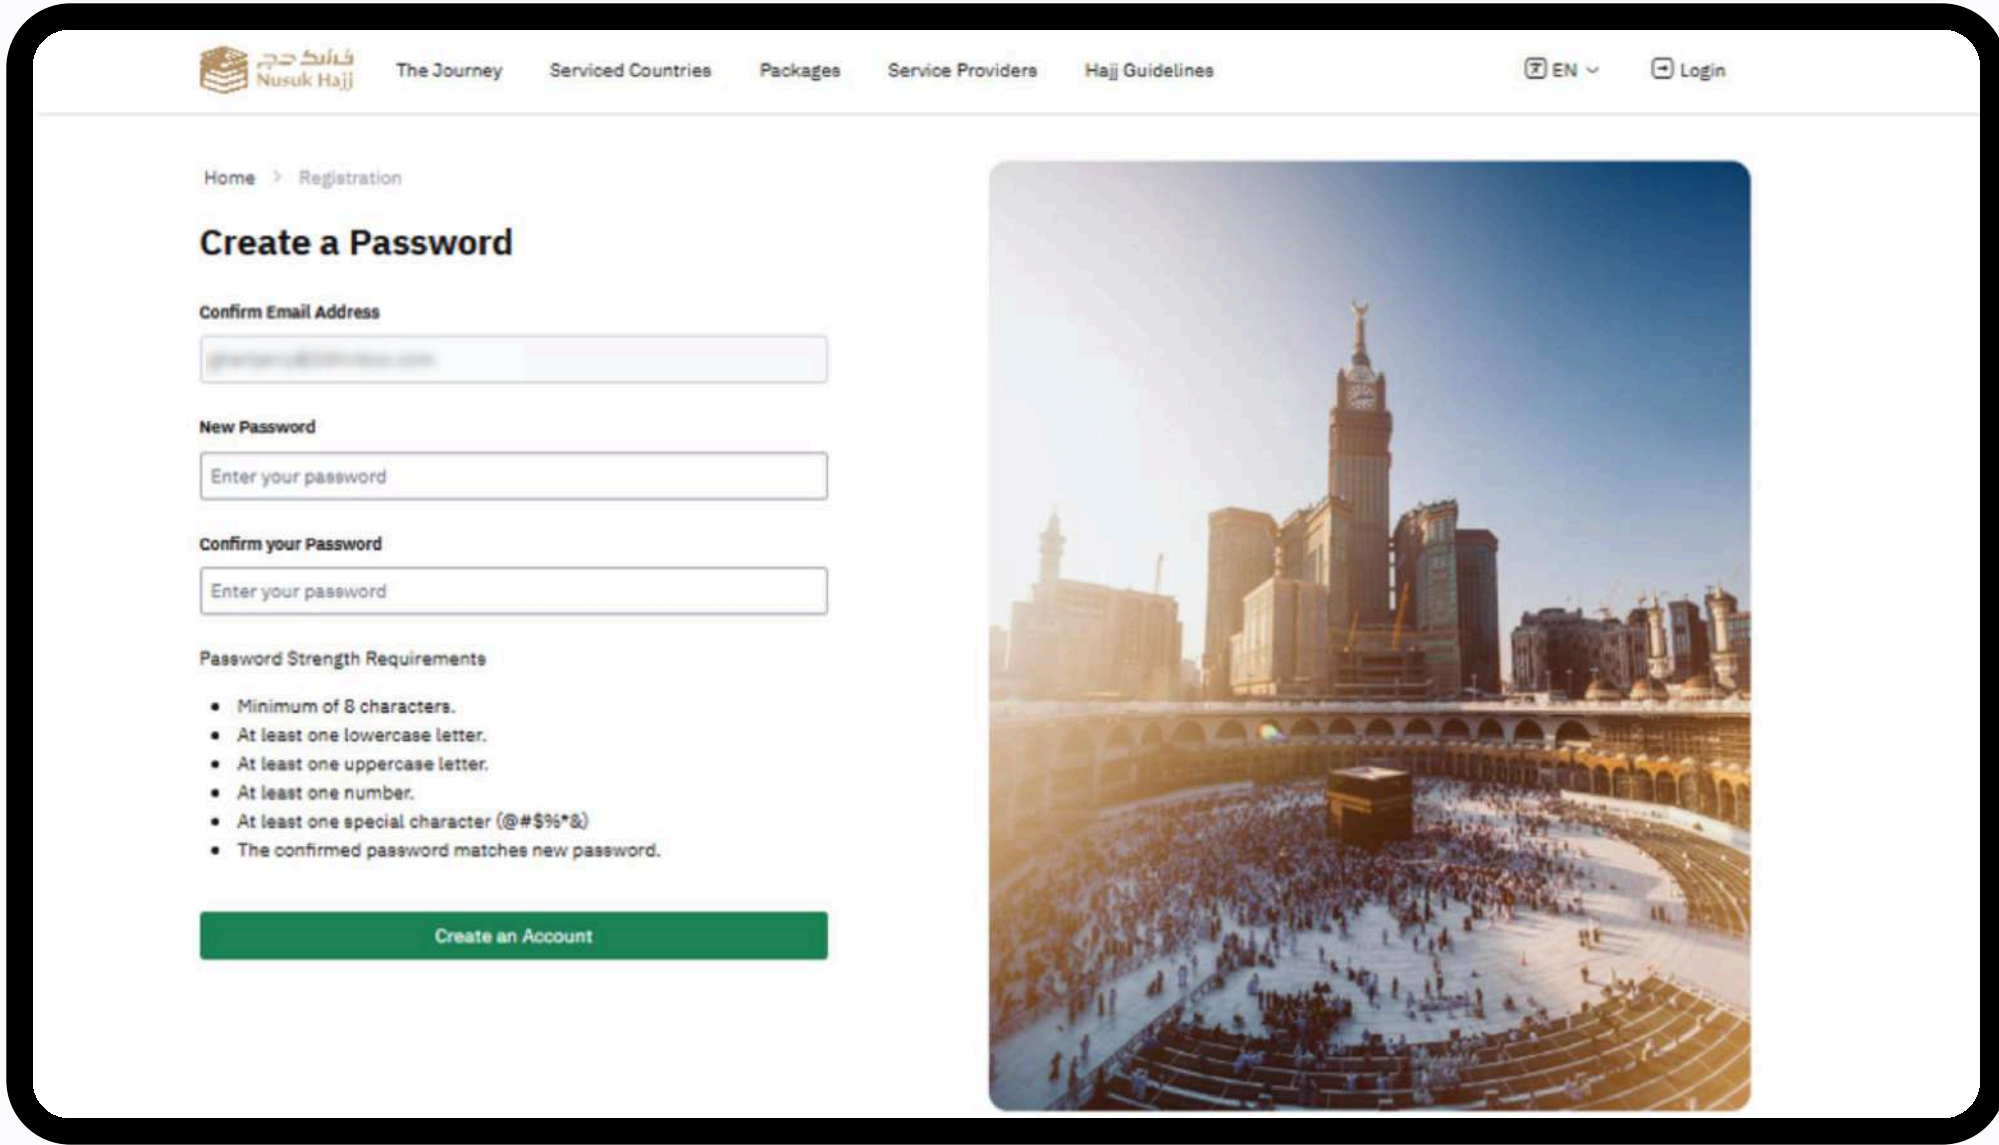 نسك حج
Nusuk Hajj
The Journey
Serviced Countries
Packages
Service Providers
Hajj Guidelines
EN
Login
Home > Registration
Create a Password
Confirm Email Address
New Password
Enter your password
Confirm your Password
Enter your password
Password Strength Requirements
• Minimum of 8 characters.
• At least one lowercase letter.
• At least one uppercase letter.
• At least one number.
• At least one special character (@#$%*&)
• The confirmed password matches new password.
Create an Account